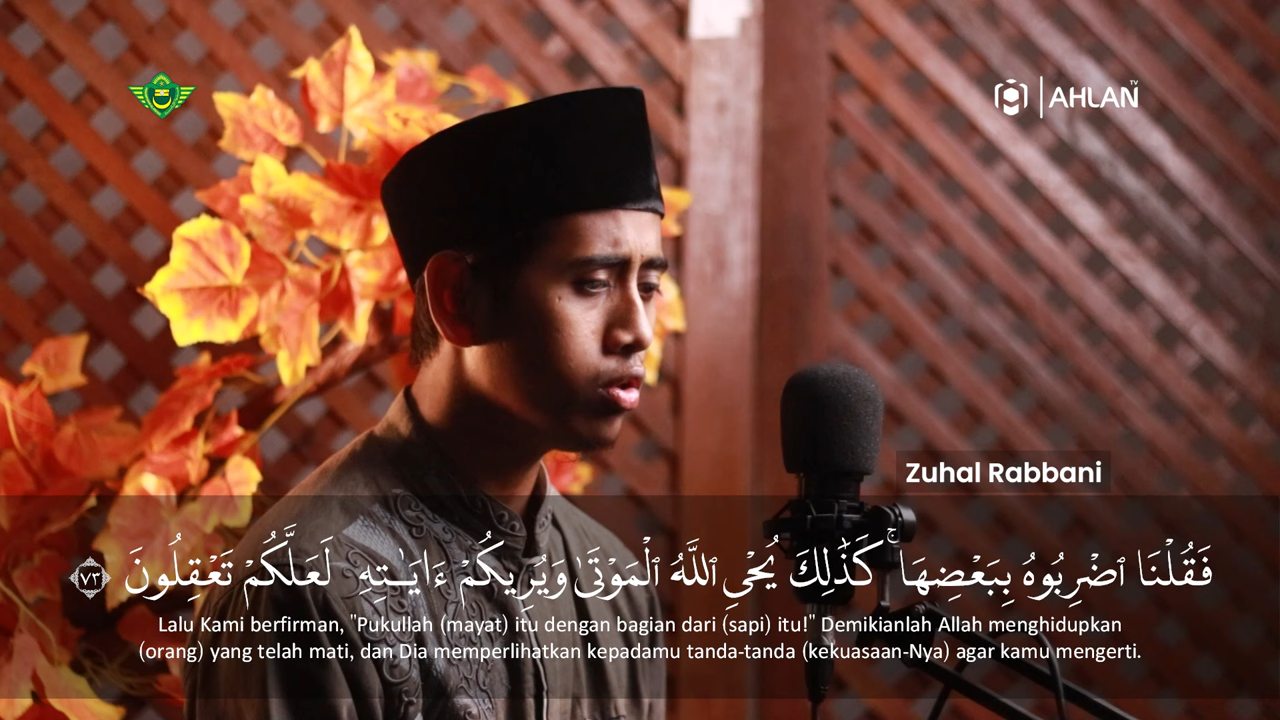 AHLAN TV
Zuhal Rabbani
فَقُلْنَا ٱضْرِبُوهُ بِبَعْضِهَا ۚ كَذَٰلِكَ يُحْىِ ٱللَّهُ ٱلْمَوْتَىٰ وَيُرِيكُمْ ءَايَـٰتِهِۦ لَعَلَّكُمْ تَعْقِلُونَ ٧٣
Lalu Kami berfirman, "Pukullah (mayat) itu dengan bagian dari (sapi) itu!" Demikianlah Allah menghidupkan
(orang) yang telah mati, dan Dia memperlihatkan kepadamu tanda-tanda (kekuasaan-Nya) agar kamu mengerti.